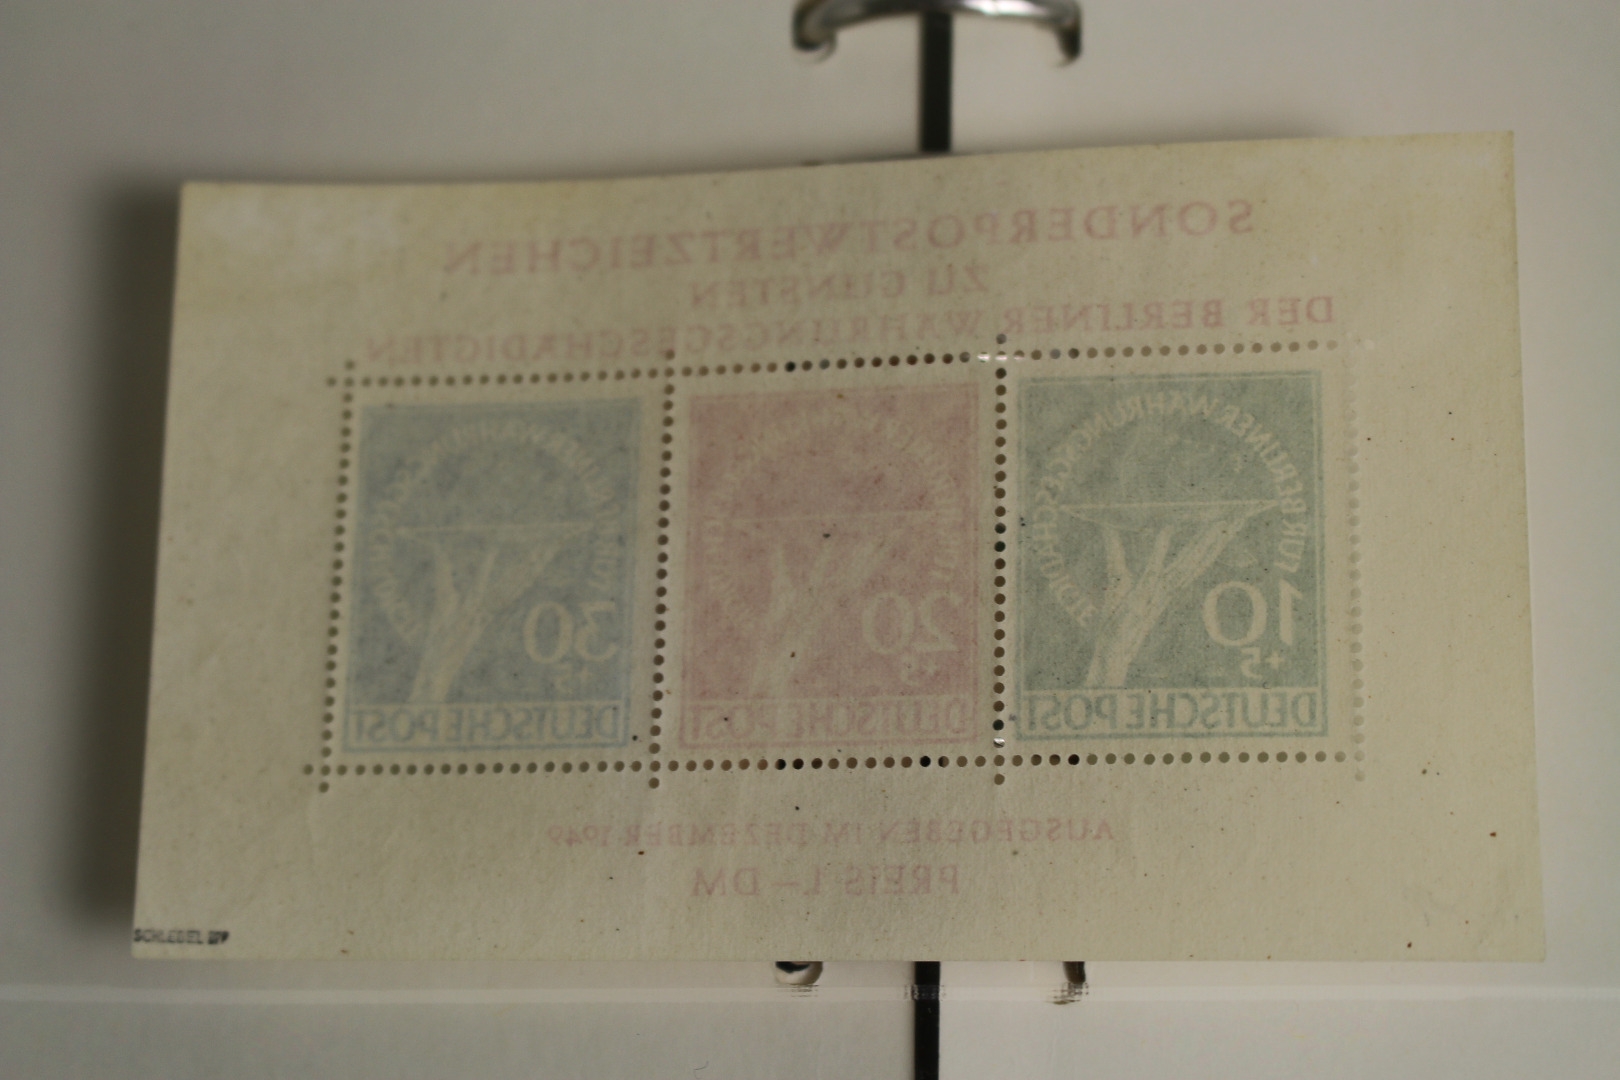 SONDERPOSTWERTZEICHEN
ZU GUNSTEN
DER BERLINER WÄHRUNGSGESCHÄDIGTEN
FÜR BERLINER WÄHRUNGSGESCHÄDIGTE
10
+5
DEUTSCHE POST
20
+5
DEUTSCHE POST
30
+5
DEUTSCHE POST
AUSGEGEBEN IM DEZEMBER 1949
PREIS 1.– DM
SCHLEGEL